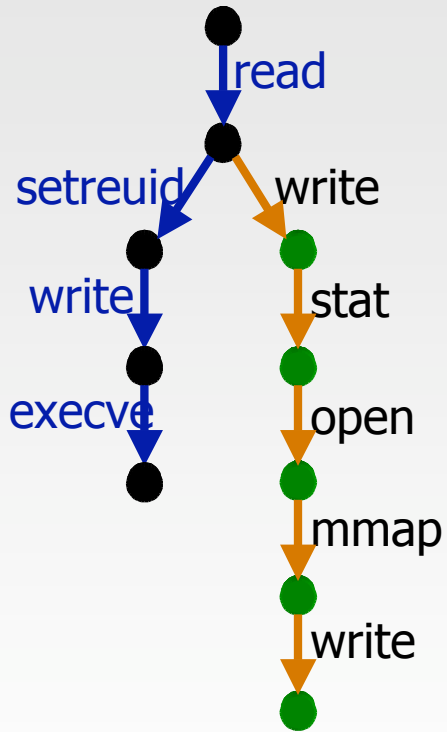 read
setreuid
write
write
stat
execve
open
mmap
write